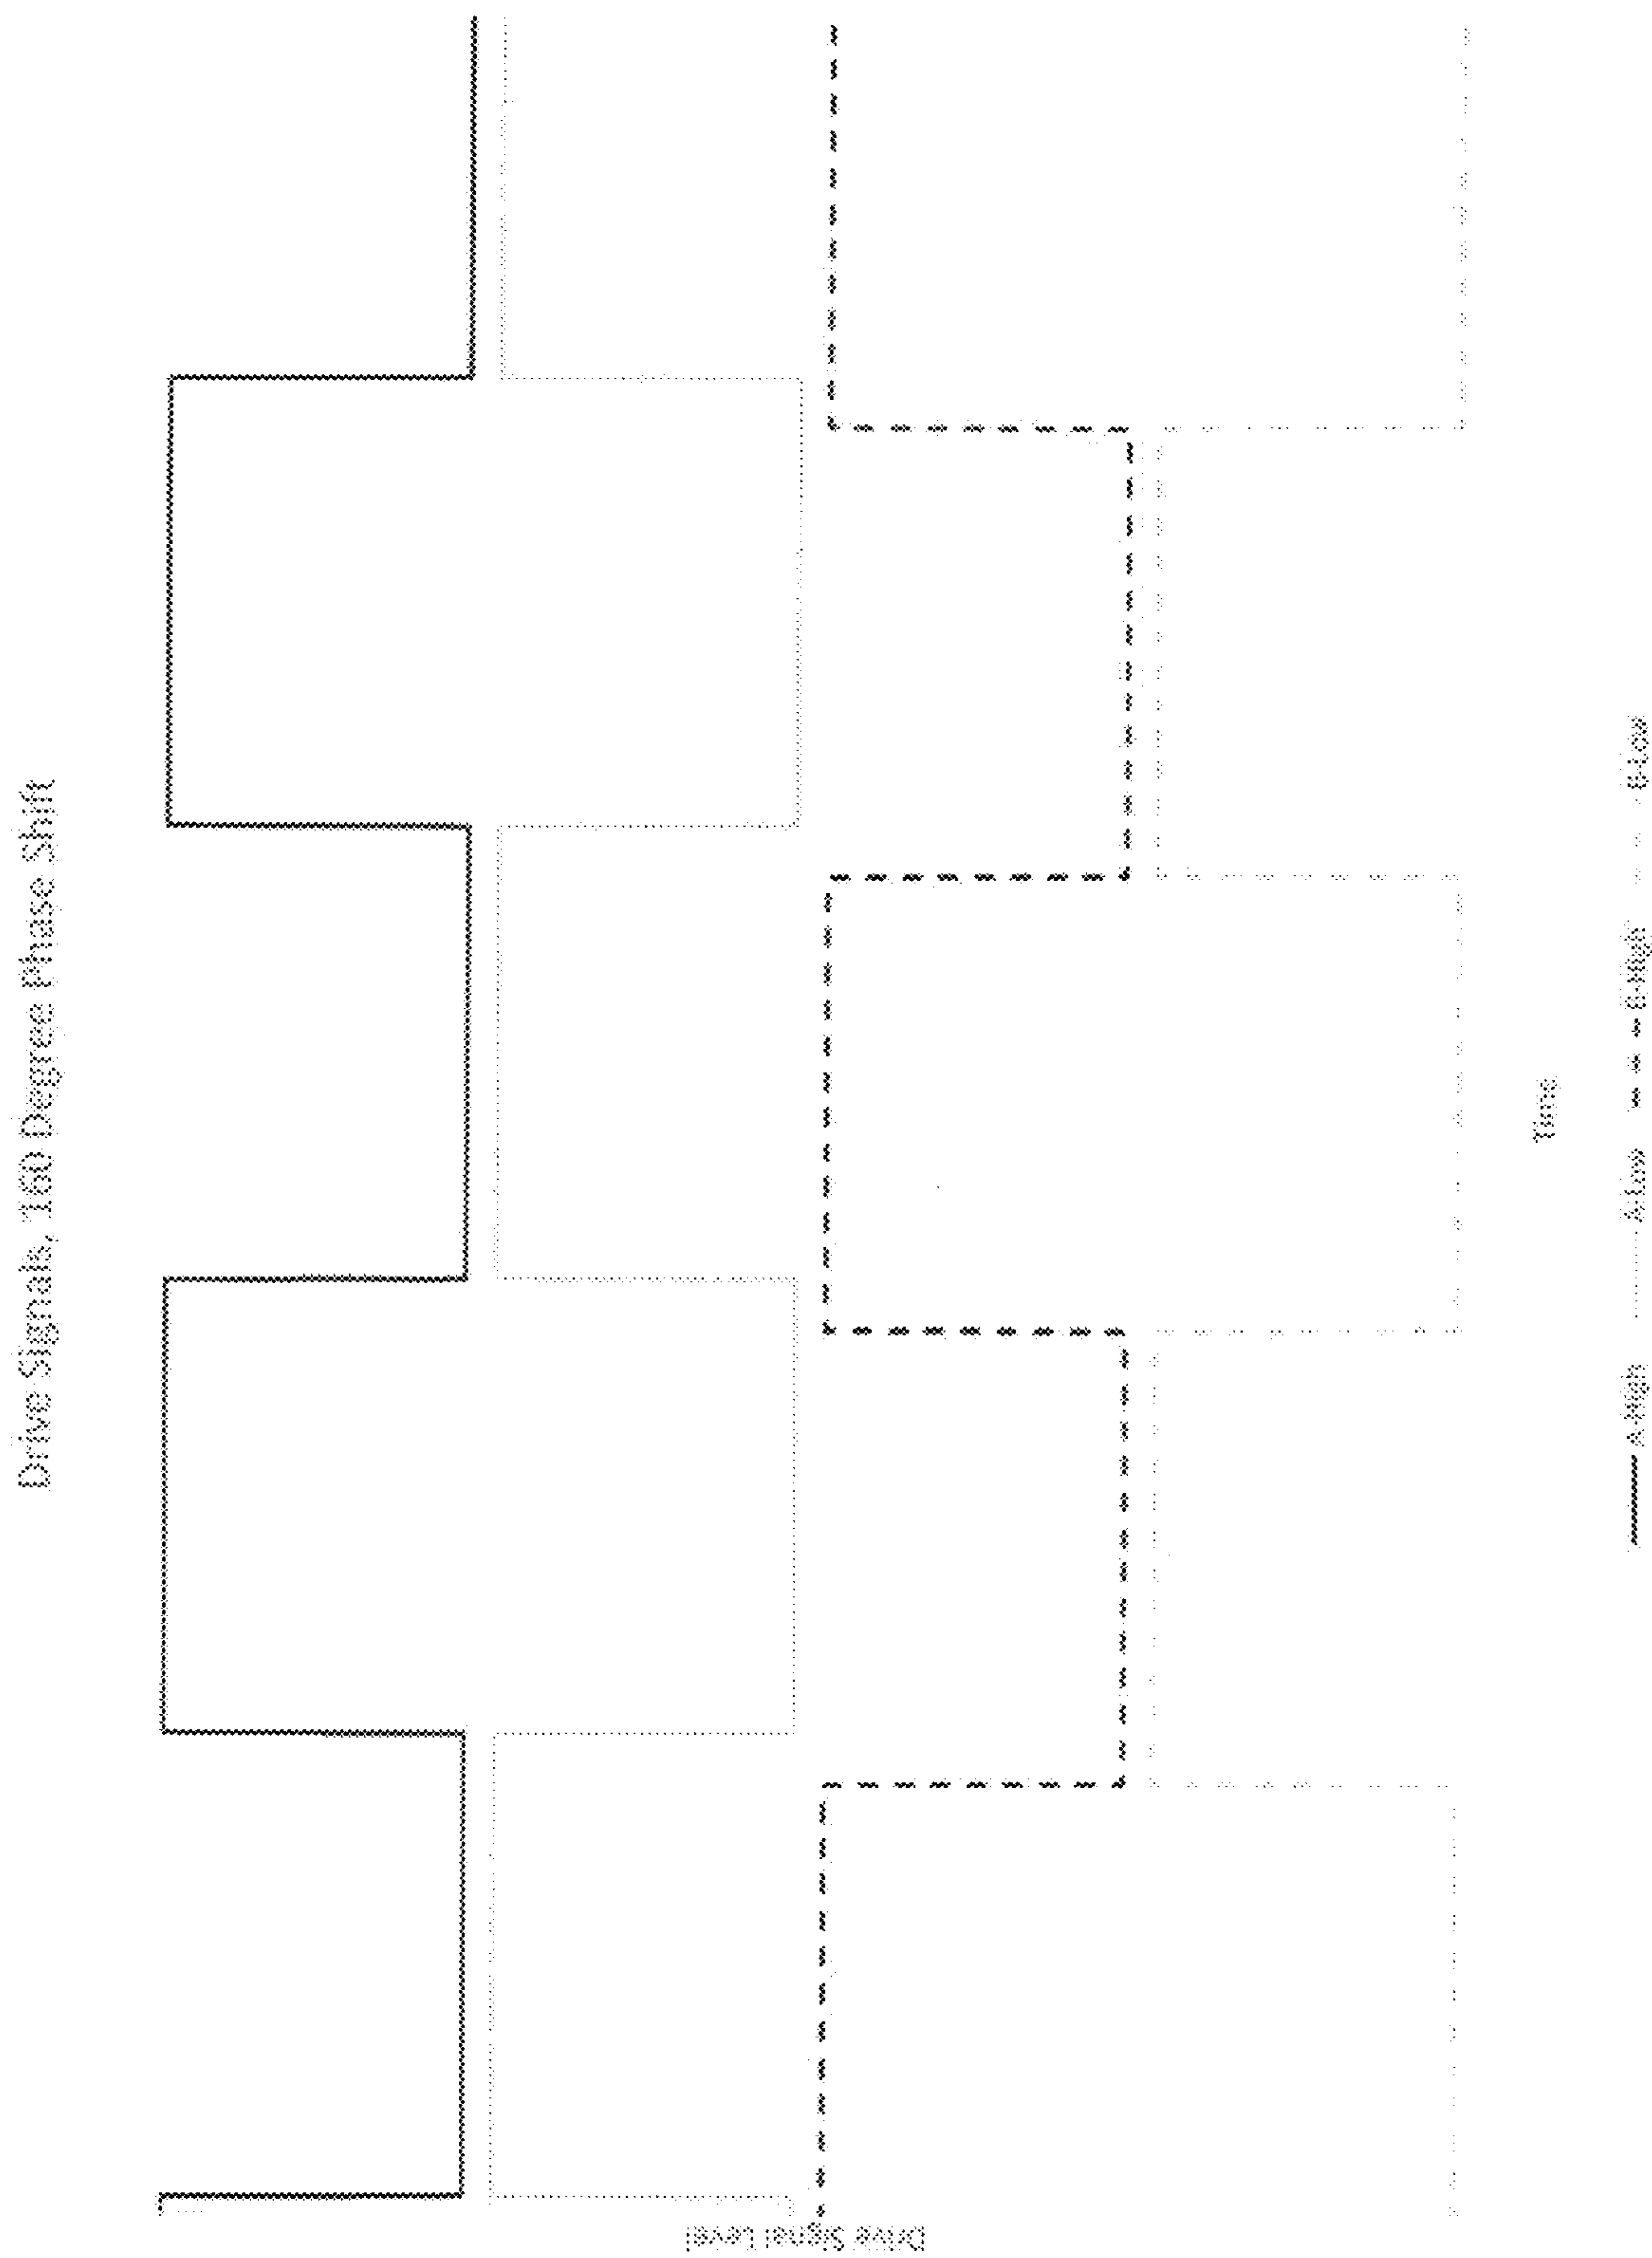 Drive Signals, 160 Degree Phase Shift
Drive Signal Level
Time
A-High A-Low B-High B-Low